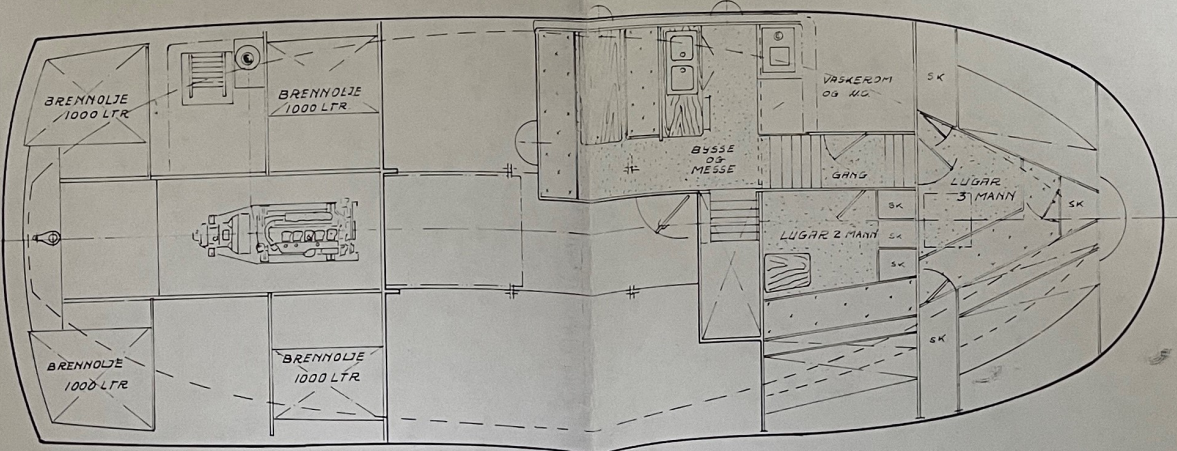 BRENNOLJE
1000 LTR
BRENNOLJE
1000 LTR
BYSSE
OG
MESSE
VASKEROM
OG W.C.
SK
GANG
LUGAR
3 MANN
SK
LUGAR 2 MANN
SK
SK
SK
SK
BRENNOLJE
1000 LTR
BRENNOLJE
1000 LTR